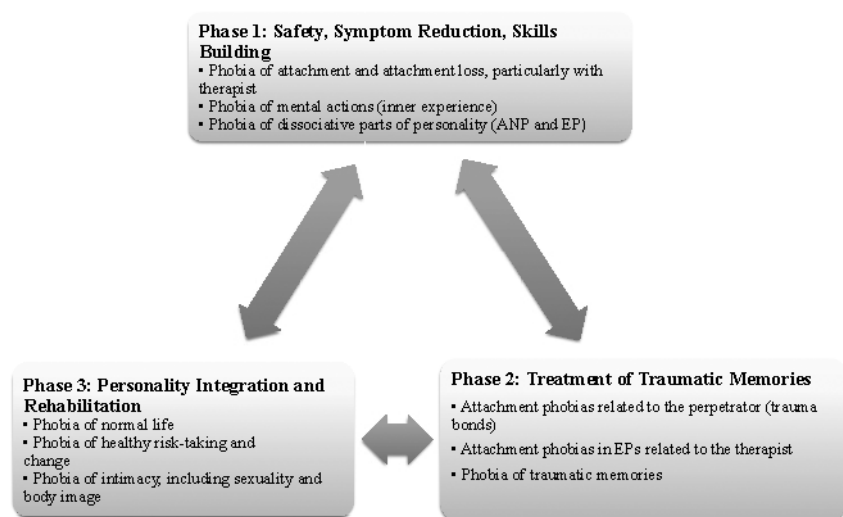 Phase 1: Safety, Symptom Reduction, Skills
Building
▪ Phobia of attachment and attachment loss, particularly with
therapist
▪ Phobia of mental actions (inner experience)
▪ Phobia of dissociative parts of personality (ANP and EP)
Phase 2: Treatment of Traumatic Memories
▪ Attachment phobias related to the perpetrator (trauma
bonds)
▪ Attachment phobias in EPs related to the therapist
▪ Phobia of traumatic memories
Phase 3: Personality Integration and
Rehabilitation
▪ Phobia of normal life
▪ Phobia of healthy risk-taking and
change
▪ Phobia of intimacy, including sexuality and
body image